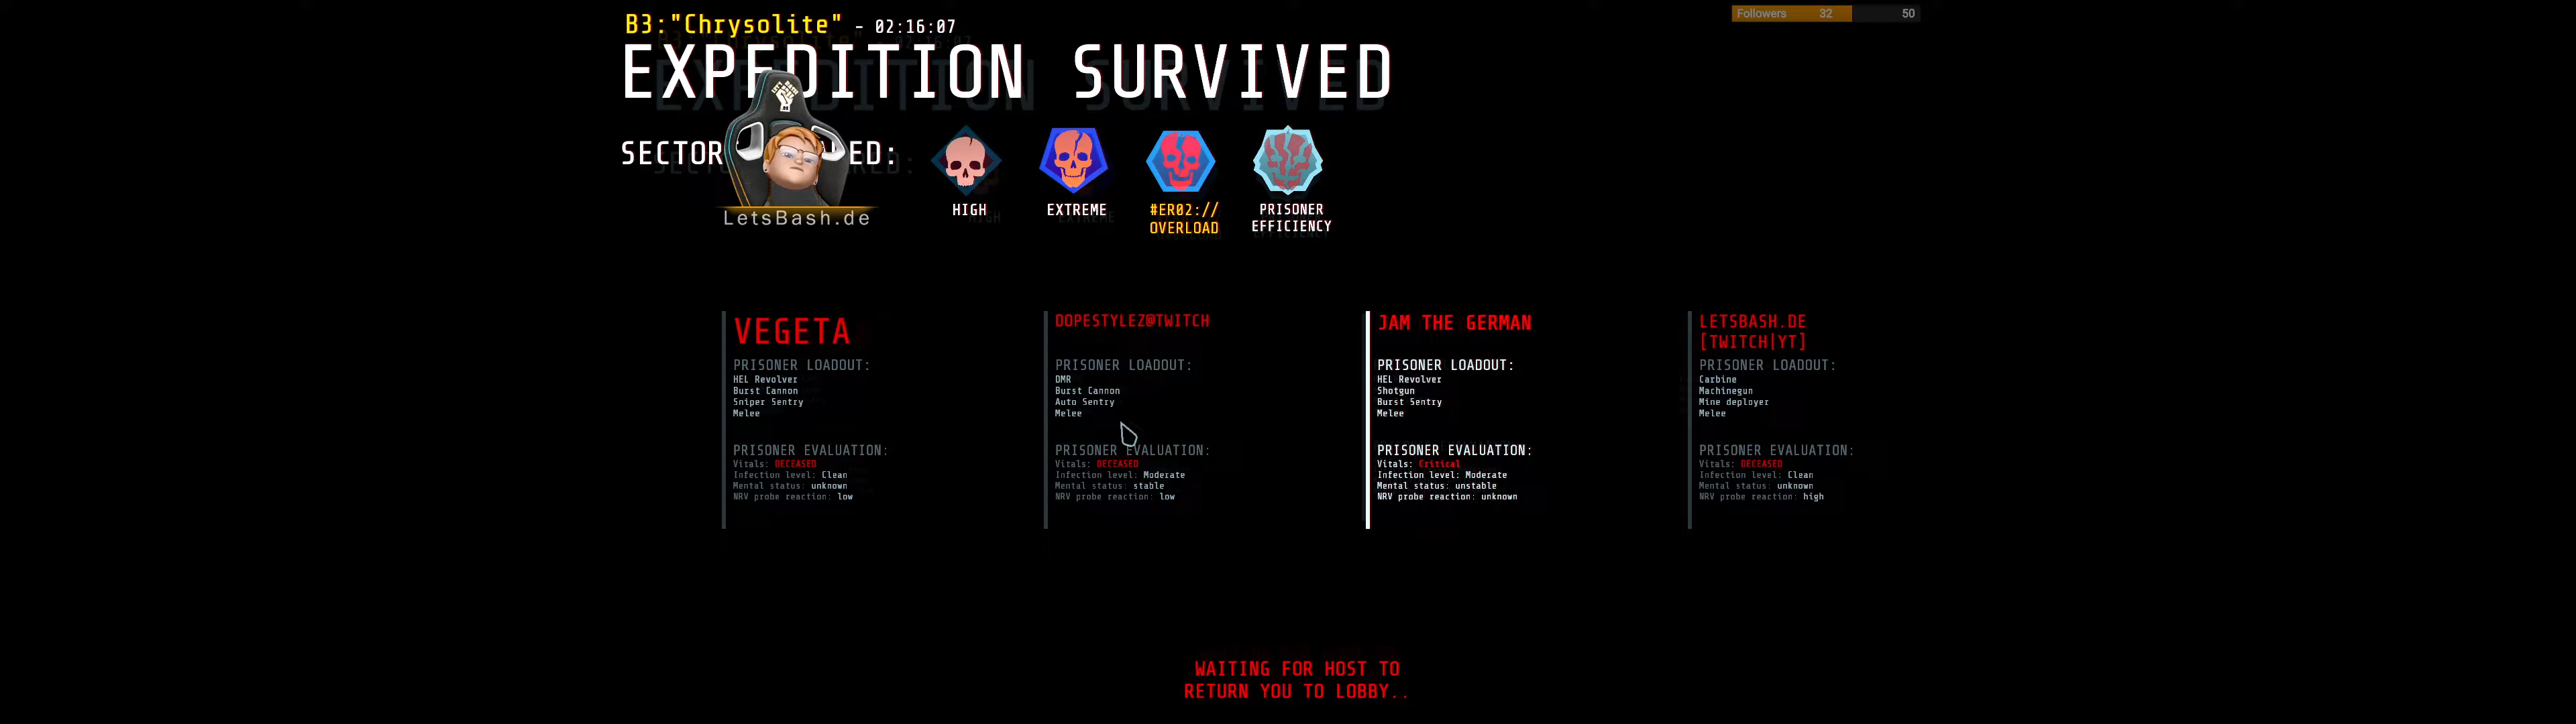 Followers 32 50
B3:"Chrysolite" - 02:16:07
EXPEDITION SURVIVED
SECTOR ED:
LetsBash.de
HIGH
EXTREME
#ER02://
OVERLOAD
PRISONER
EFFICIENCY
VEGETA
PRISONER LOADOUT:
HEL Revolver
Burst Cannon
Sniper Sentry
Melee
PRISONER EVALUATION:
Vitals: DECEASED
Infection level: Clean
Mental status: unknown
NRV probe reaction: low
DOPESTYLEZ@TWITCH
PRISONER LOADOUT:
DMR
Burst Cannon
Auto Sentry
Melee
PRISONER EVALUATION:
Vitals: DECEASED
Infection level: Moderate
Mental status: stable
NRV probe reaction: low
JAM THE GERMAN
PRISONER LOADOUT:
HEL Revolver
Shotgun
Burst Sentry
Melee
PRISONER EVALUATION:
Vitals: Critical
Infection level: Moderate
Mental status: unstable
NRV probe reaction: unknown
LETSBASH.DE
[TWITCH|YT]
PRISONER LOADOUT:
Carbine
Machinegun
Mine deployer
Melee
PRISONER EVALUATION:
Vitals: DECEASED
Infection level: Clean
Mental status: unknown
NRV probe reaction: high
WAITING FOR HOST TO
RETURN YOU TO LOBBY..